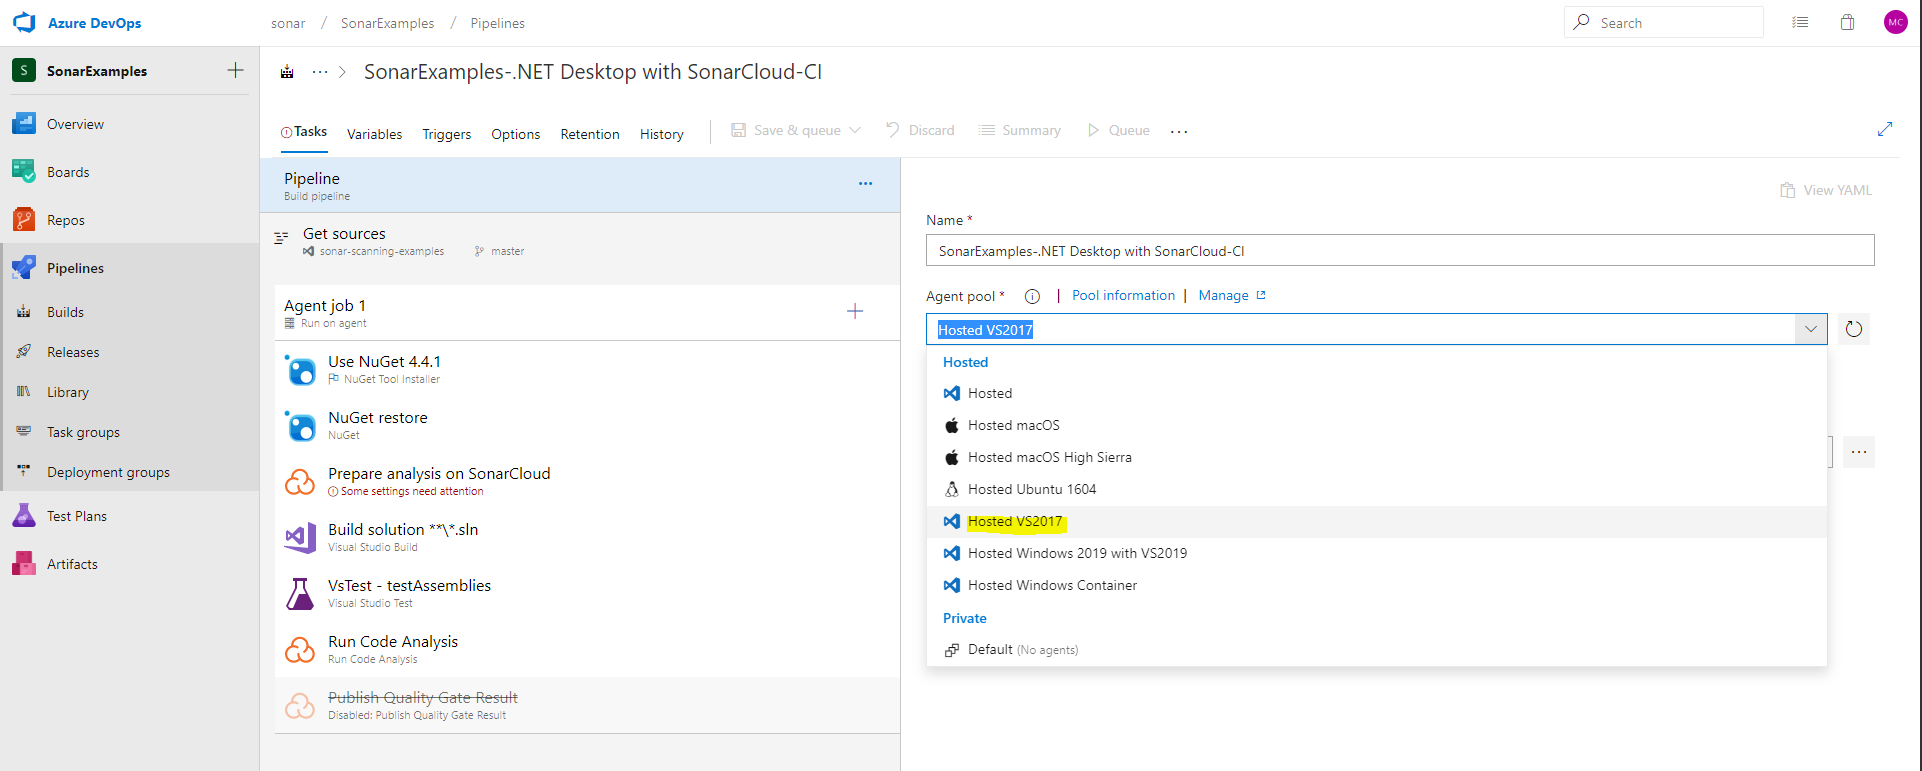 Azure DevOps
sonar / SonarExamples / Pipelines
Search
MC
S SonarExamples
Overview
Boards
Repos
Pipelines
Builds
Releases
Library
Task groups
Deployment groups
Test Plans
Artifacts
··· > SonarExamples-.NET Desktop with SonarCloud-CI
Tasks Variables Triggers Options Retention History Save & queue Discard Summary Queue ···
Pipeline
Build pipeline
Get sources
sonar-scanning-examples master
Agent job 1
Run on agent
Use NuGet 4.4.1
NuGet Tool Installer
NuGet restore
NuGet
Prepare analysis on SonarCloud
Some settings need attention
Build solution **\*.sln
Visual Studio Build
VsTest - testAssemblies
Visual Studio Test
Run Code Analysis
Run Code Analysis
Publish Quality Gate Result
Disabled: Publish Quality Gate Result
View YAML
Name *
SonarExamples-.NET Desktop with SonarCloud-CI
Agent pool * | Pool information | Manage
Hosted VS2017
Hosted
Hosted
Hosted macOS
Hosted macOS High Sierra
Hosted Ubuntu 1604
Hosted VS2017
Hosted Windows 2019 with VS2019
Hosted Windows Container
Private
Default (No agents)